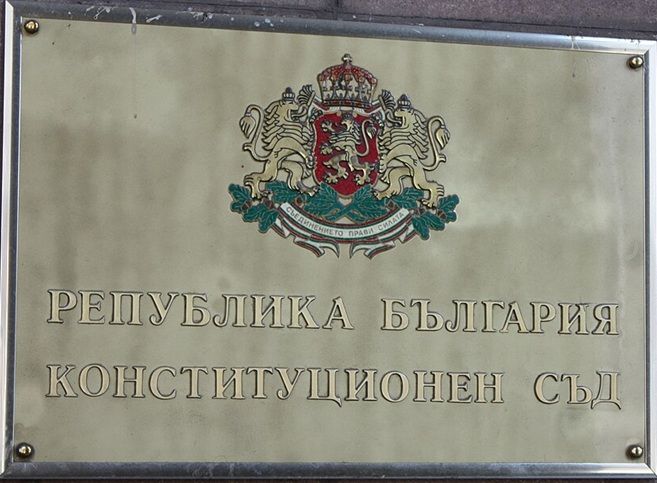 СЪЕДИНЕНИЕТО ПРАВИ СИЛАТА
РЕПУБЛИКА БЪЛГАРИЯ
КОНСТИТУЦИОНЕН СЪД